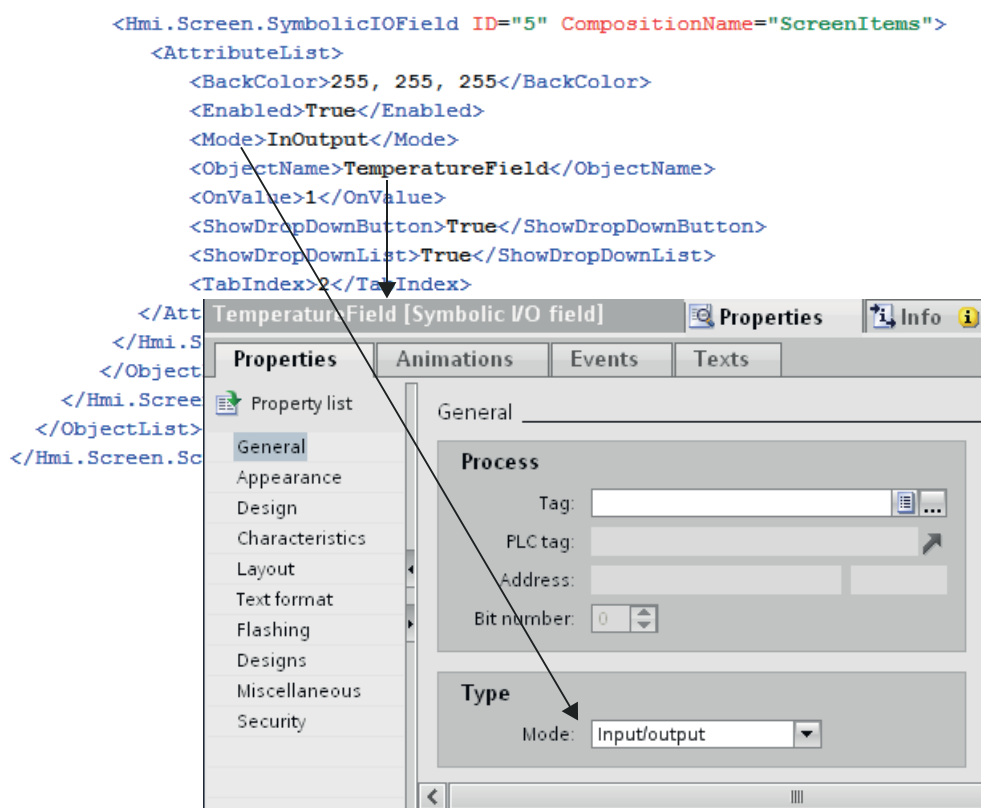 <Hmi.Screen.SymbolicIOField ID="5" CompositionName="ScreenItems">
<AttributeList>
<BackColor>255, 255, 255</BackColor>
<Enabled>True</Enabled>
<Mode>InOutput</Mode>
<ObjectName>TemperatureField</ObjectName>
<OnValue>1</OnValue>
<ShowDropDownButton>True</ShowDropDownButton>
<ShowDropDownList>True</ShowDropDownList>
<TabIndex>2</TabIndex>
</Att
</Hmi.S
</Object
</Hmi.Scree
</ObjectList>
</Hmi.Screen.Sc
TemperatureField [Symbolic I/O field] Properties Info
Properties Animations Events Texts
Property list
General
Appearance
Design
Characteristics
Layout
Text format
Flashing
Designs
Miscellaneous
Security
General
Process
Tag: ...
PLC tag:
Address:
Bit number: 0
Type
Mode: Input/output